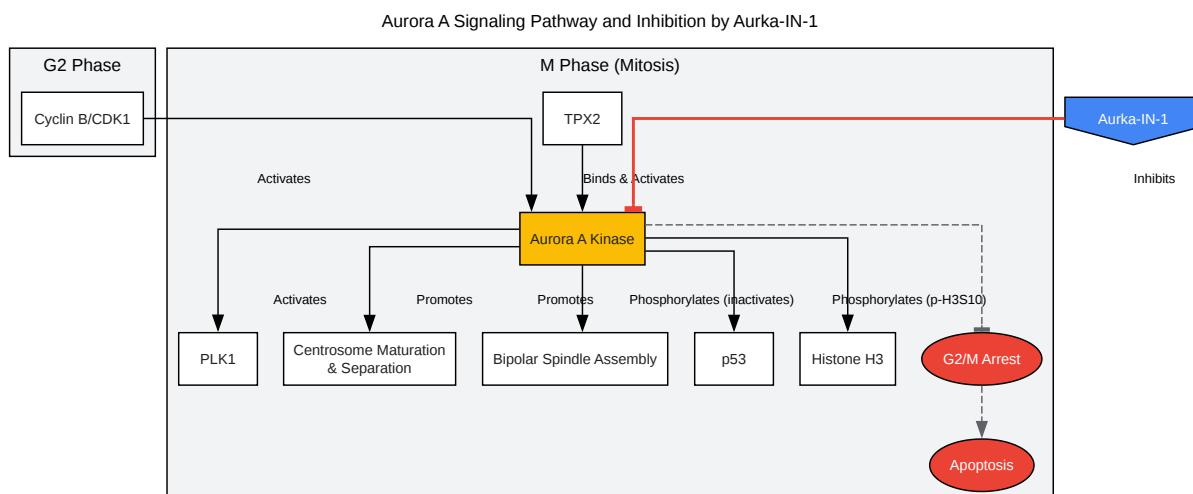 Aurora A Signaling Pathway and Inhibition by Aurka-IN-1
G2 Phase
M Phase (Mitosis)
Cyclin B/CDK1
TPX2
Aurka-IN-1
Activates
Binds & Activates
Inhibits
Aurora A Kinase
Activates
Promotes
Promotes
Phosphorylates (inactivates)
Phosphorylates (p-H3S10)
PLK1
Centrosome Maturation
& Separation
Bipolar Spindle Assembly
p53
Histone H3
G2/M Arrest
Apoptosis